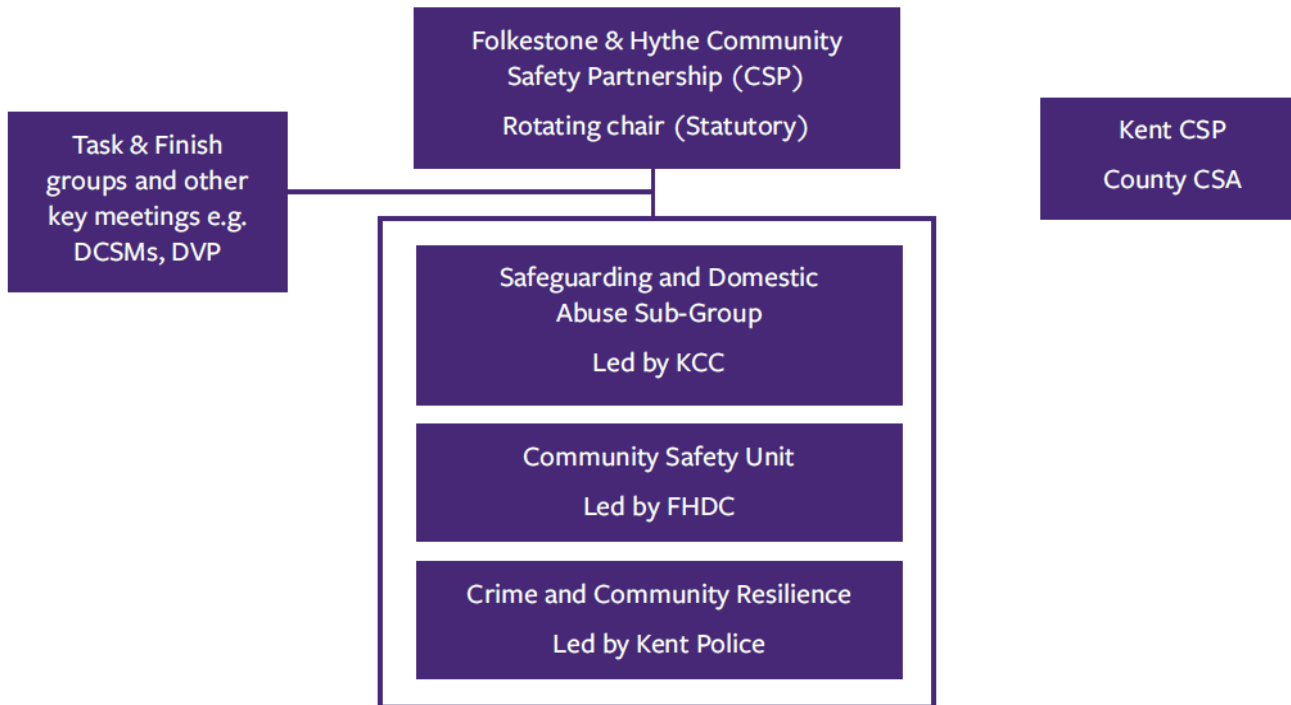 Folkestone & Hythe Community
Safety Partnership (CSP)
Rotating chair (Statutory)
Task & Finish
groups and other
key meetings e.g.
DCSMs, DVP
Kent CSP
County CSA
Safeguarding and Domestic
Abuse Sub-Group
Led by KCC
Community Safety Unit
Led by FHDC
Crime and Community Resilience
Led by Kent Police